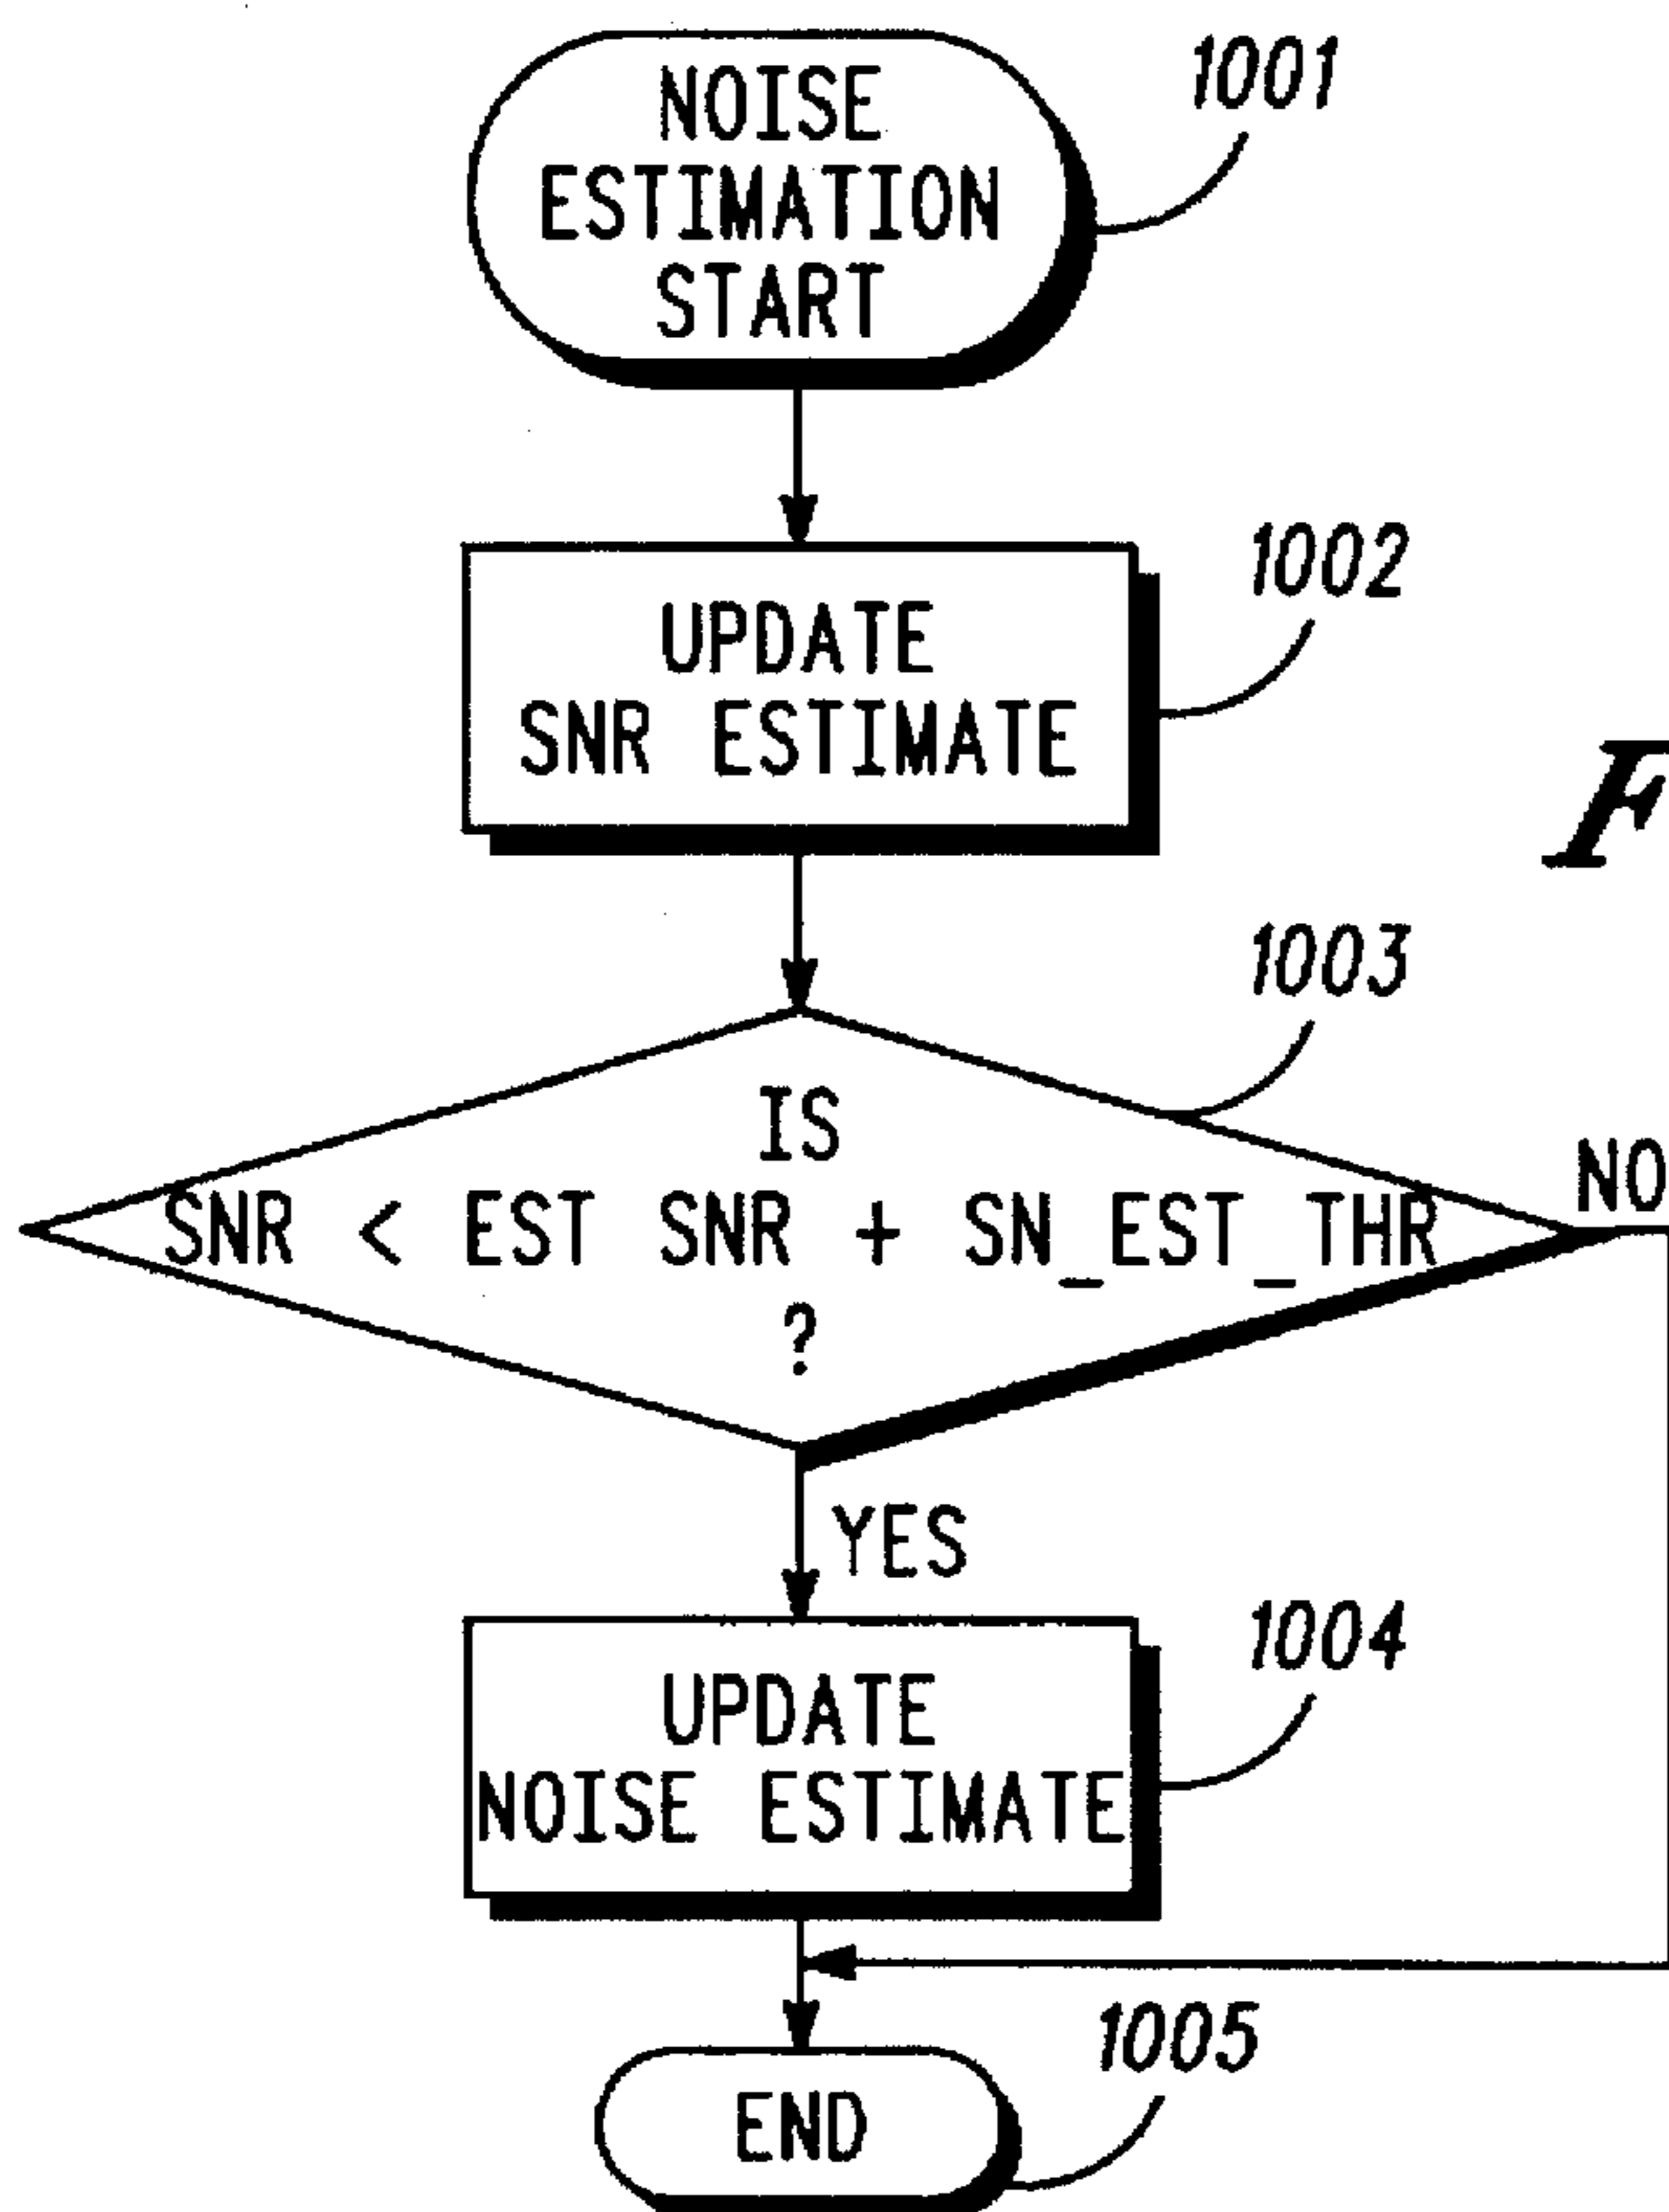 NOISE
ESTIMATION
START
1001
UPDATE
SNR ESTIMATE
1002
F
1003
IS
SNR < EST SNR + SN_EST_THR
?
NO
YES
UPDATE
NOISE ESTIMATE
1004
END
1005